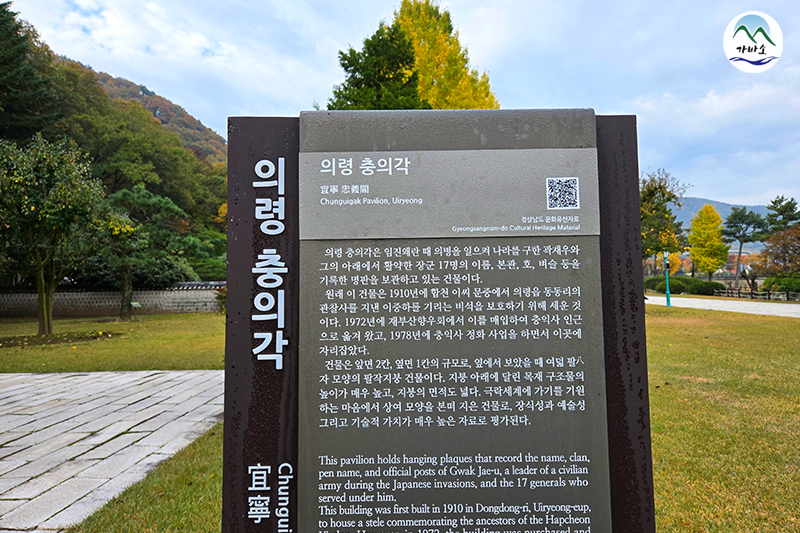 가바소
의령 충의각
宜寧
Chungui
의령 충의각
宜寧 忠義閣
Chunguigak Pavilion, Uiryeong
경상남도 문화유산자료
Gyeongsangnam-do Cultural Heritage Material
의령 충의각은 임진왜란 때 의병을 일으켜 나라를 구한 곽재우와
그의 아래에서 활약한 장군 17명의 이름, 본관, 호, 벼슬 등을
기록한 명판을 보관하고 있는 건물이다.
원래 이 건물은 1910년에 합천 이씨 문중에서 의령읍 동동리의
관찰사를 지낸 이중하를 기리는 비석을 보호하기 위해 세운 것
이다. 1972년에 재부산향우회에서 이를 매입하여 충익사 인근
으로 옮겨 왔고, 1978년에 충익사 정화 사업을 하면서 이곳에
자리잡았다.
건물은 앞면 2칸, 옆면 1칸의 규모로, 옆에서 보았을 때 여덟 팔八
자 모양의 팔작지붕 건물이다. 지붕 아래에 달린 목재 구조물의
높이가 매우 높고, 지붕의 면적도 넓다. 극락세계에 가기를 기원
하는 마음에서 상여 모양을 본떠 지은 건물로, 장식성과 예술성
그리고 기술적 가치가 매우 높은 자료로 평가된다.
This pavilion holds hanging plaques that record the name, clan,
pen name, and official posts of Gwak Jae-u, a leader of a civilian
army during the Japanese invasions, and the 17 generals who
served under him.
This building was first built in 1910 in Dongdong-ri, Uiryeong-eup,
to house a stele commemorating the ancestors of the Hapcheon
in 1972, the building was purchased and